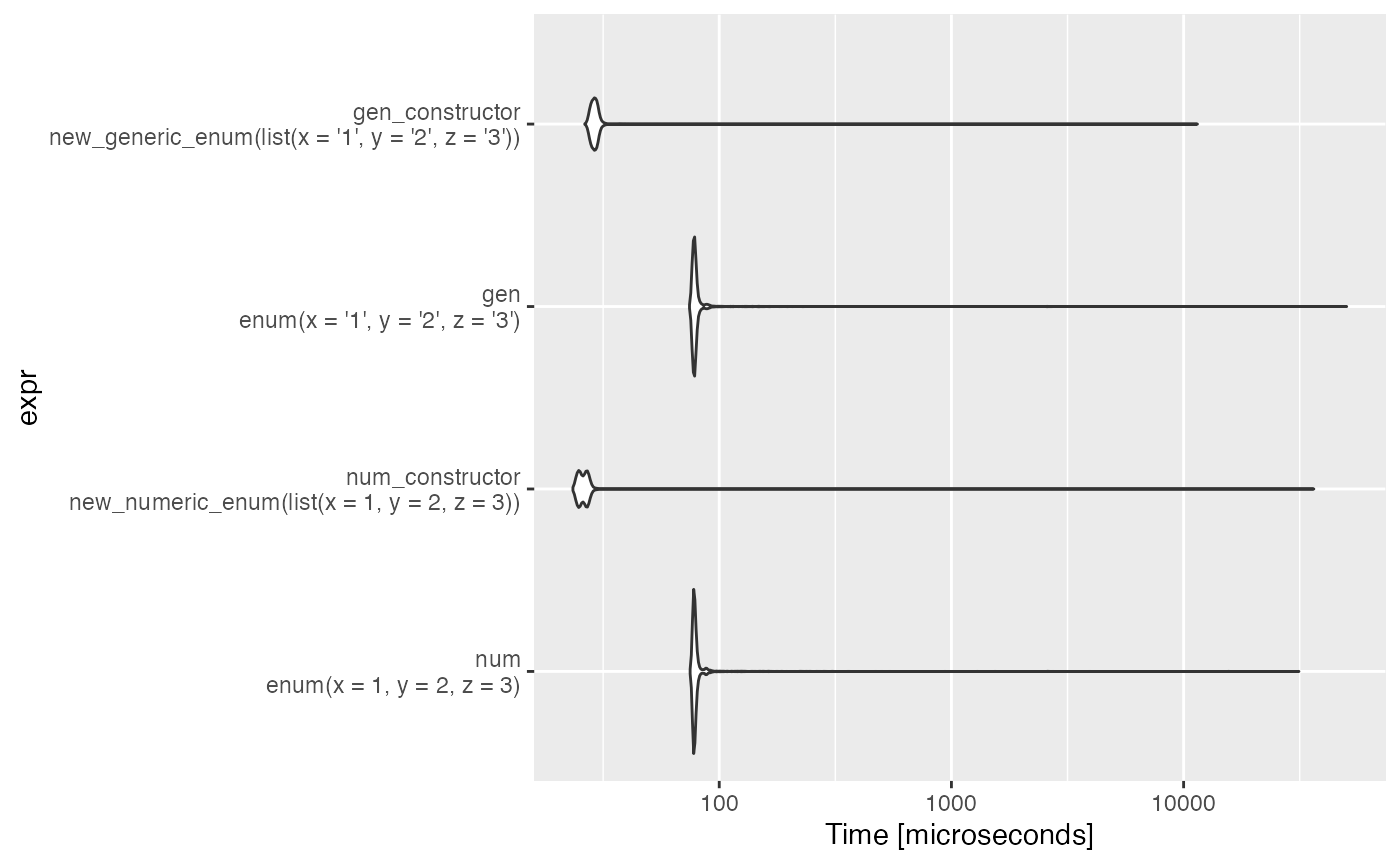 gen_constructor
new_generic_enum(list(x = '1', y = '2', z = '3'))
gen
enum(x = '1', y = '2', z = '3')
expr
num_constructor
new_numeric_enum(list(x = 1, y = 2, z = 3))
num
enum(x = 1, y = 2, z = 3)
100 1000 10000
Time [microseconds]